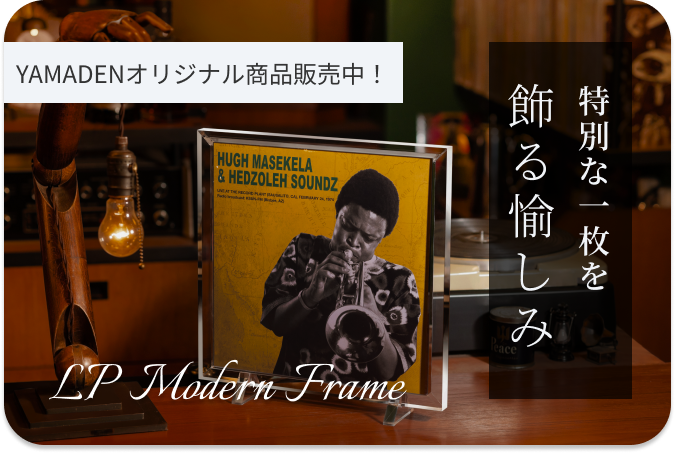 YAMADENオリジナル商品販売中！
特別な一枚を
飾る愉しみ
HUGH MASEKELA
& HEDZOLEH SOUNDZ
Peace
LP Modern Frame